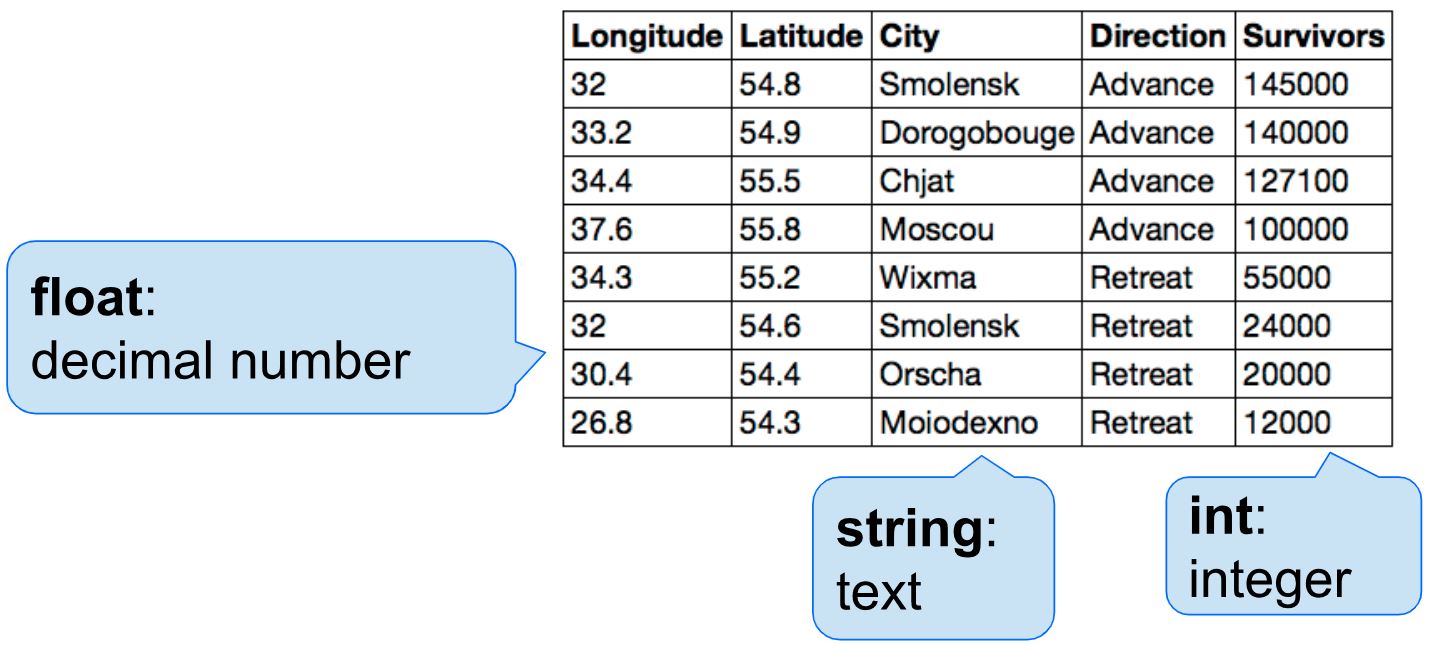 Longitude Latitude City Direction Survivors
32 54.8 Smolensk Advance 145000
33.2 54.9 Dorogobouge Advance 140000
34.4 55.5 Chjat Advance 127100
37.6 55.8 Moscou Advance 100000
34.3 55.2 Wixma Retreat 55000
32 54.6 Smolensk Retreat 24000
30.4 54.4 Orscha Retreat 20000
26.8 54.3 Moiodexno Retreat 12000
float:
decimal number
string:
text
int:
integer